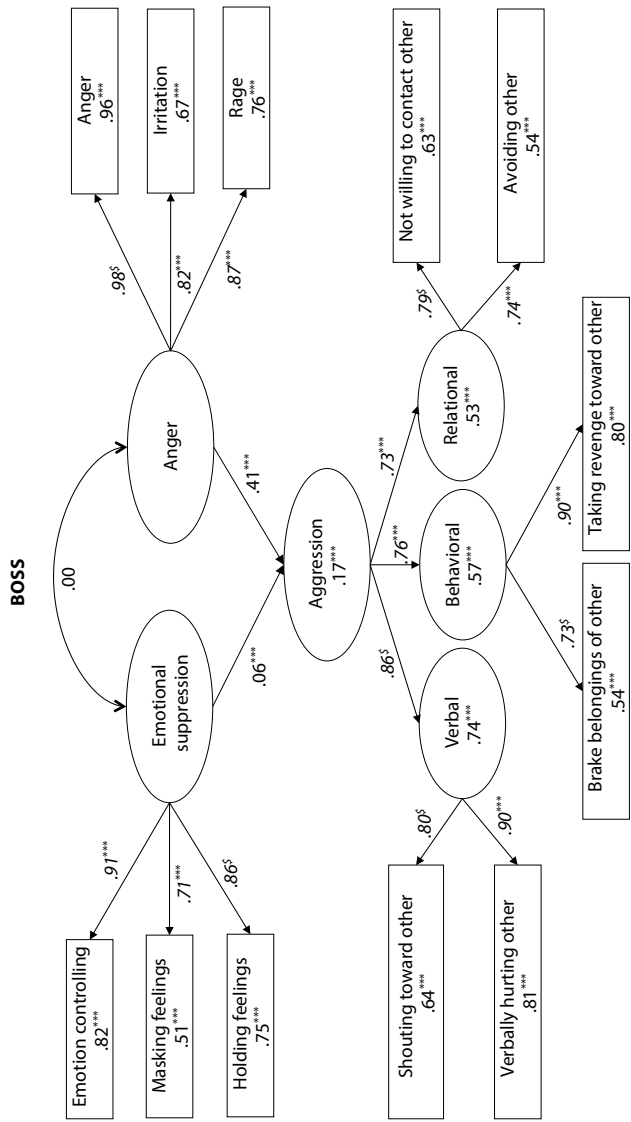 BOSS
.00
Emotional
suppression
Anger
Emotion controlling
.82***
Masking feelings
.51***
Holding feelings
.75***
.91***
.71***
.86$
Anger
.96***
Irritation
.67***
Rage
.76***
.98$
.82***
.87***
.06***
.41***
Aggression
.17***
.86$
.76***
.73***
Verbal
.74***
Behavioral
.57***
Relational
.53***
Shouting toward other
.64***
Verbally hurting other
.81***
.80$
.90***
Not willing to contact other
.63***
Avoiding other
.54***
.79$
.74***
.73$
.90***
Brake belongings of other
.54***
Taking revenge toward other
.80***